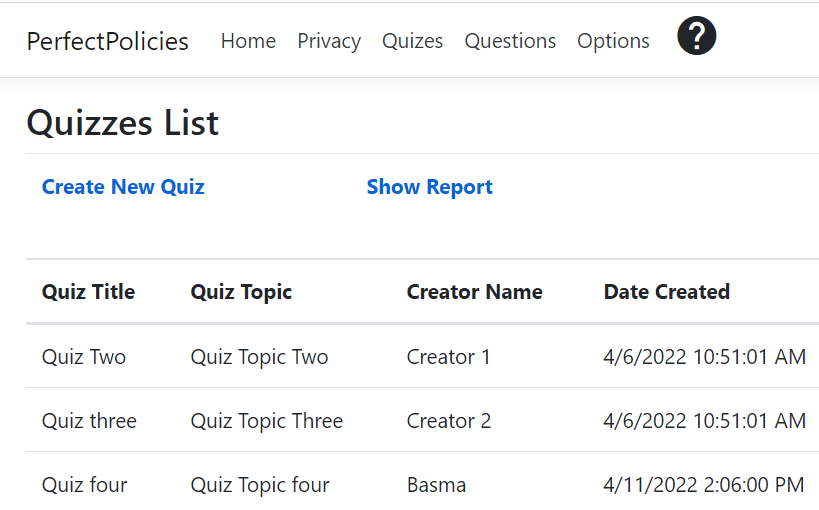 PerfectPolicies Home Privacy Quizes Questions Options ?
Quizzes List
Create New Quiz Show Report
Quiz Title Quiz Topic Creator Name Date Created
Quiz Two Quiz Topic Two Creator 1 4/6/2022 10:51:01 AM
Quiz three Quiz Topic Three Creator 2 4/6/2022 10:51:01 AM
Quiz four Quiz Topic four Basma 4/11/2022 2:06:00 PM